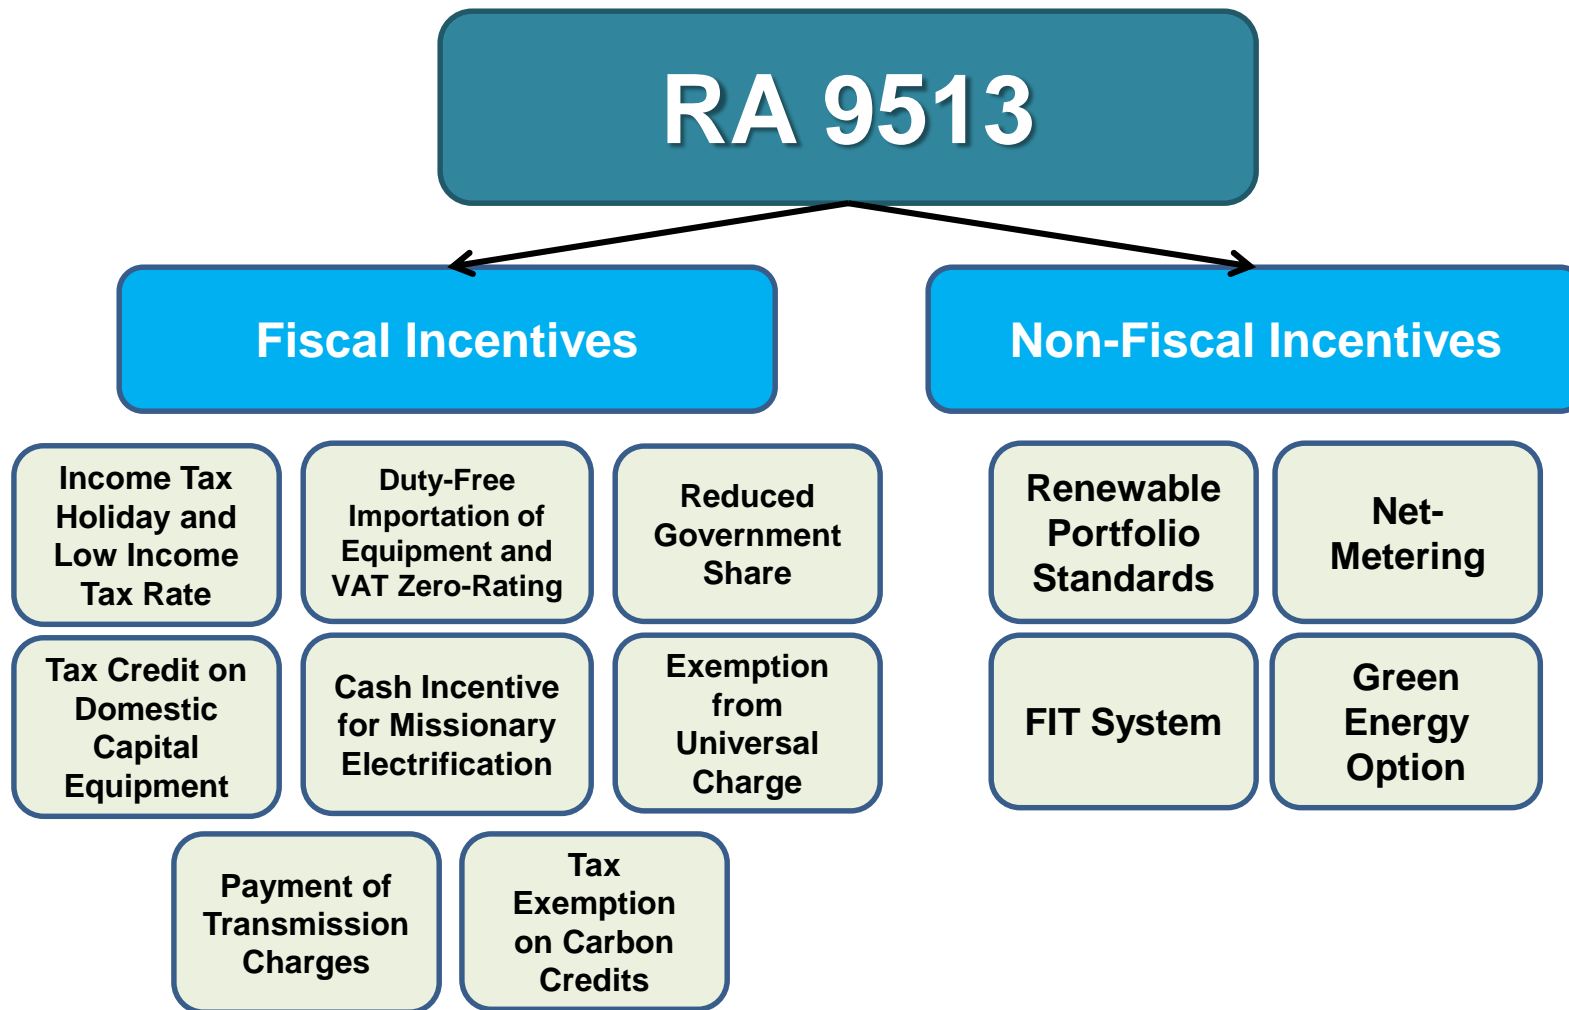 RA 9513
Fiscal Incentives
Non-Fiscal Incentives
Income Tax
Holiday and
Low Income
Tax Rate
Duty-Free
Importation of
Equipment and
VAT Zero-Rating
Reduced
Government
Share
Renewable
Portfolio
Standards
Net-
Metering
Tax Credit on
Domestic
Capital
Equipment
Cash Incentive
for Missionary
Electrification
Exemption
from
Universal
Charge
FIT System
Green
Energy
Option
Payment of
Transmission
Charges
Tax
Exemption
on Carbon
Credits